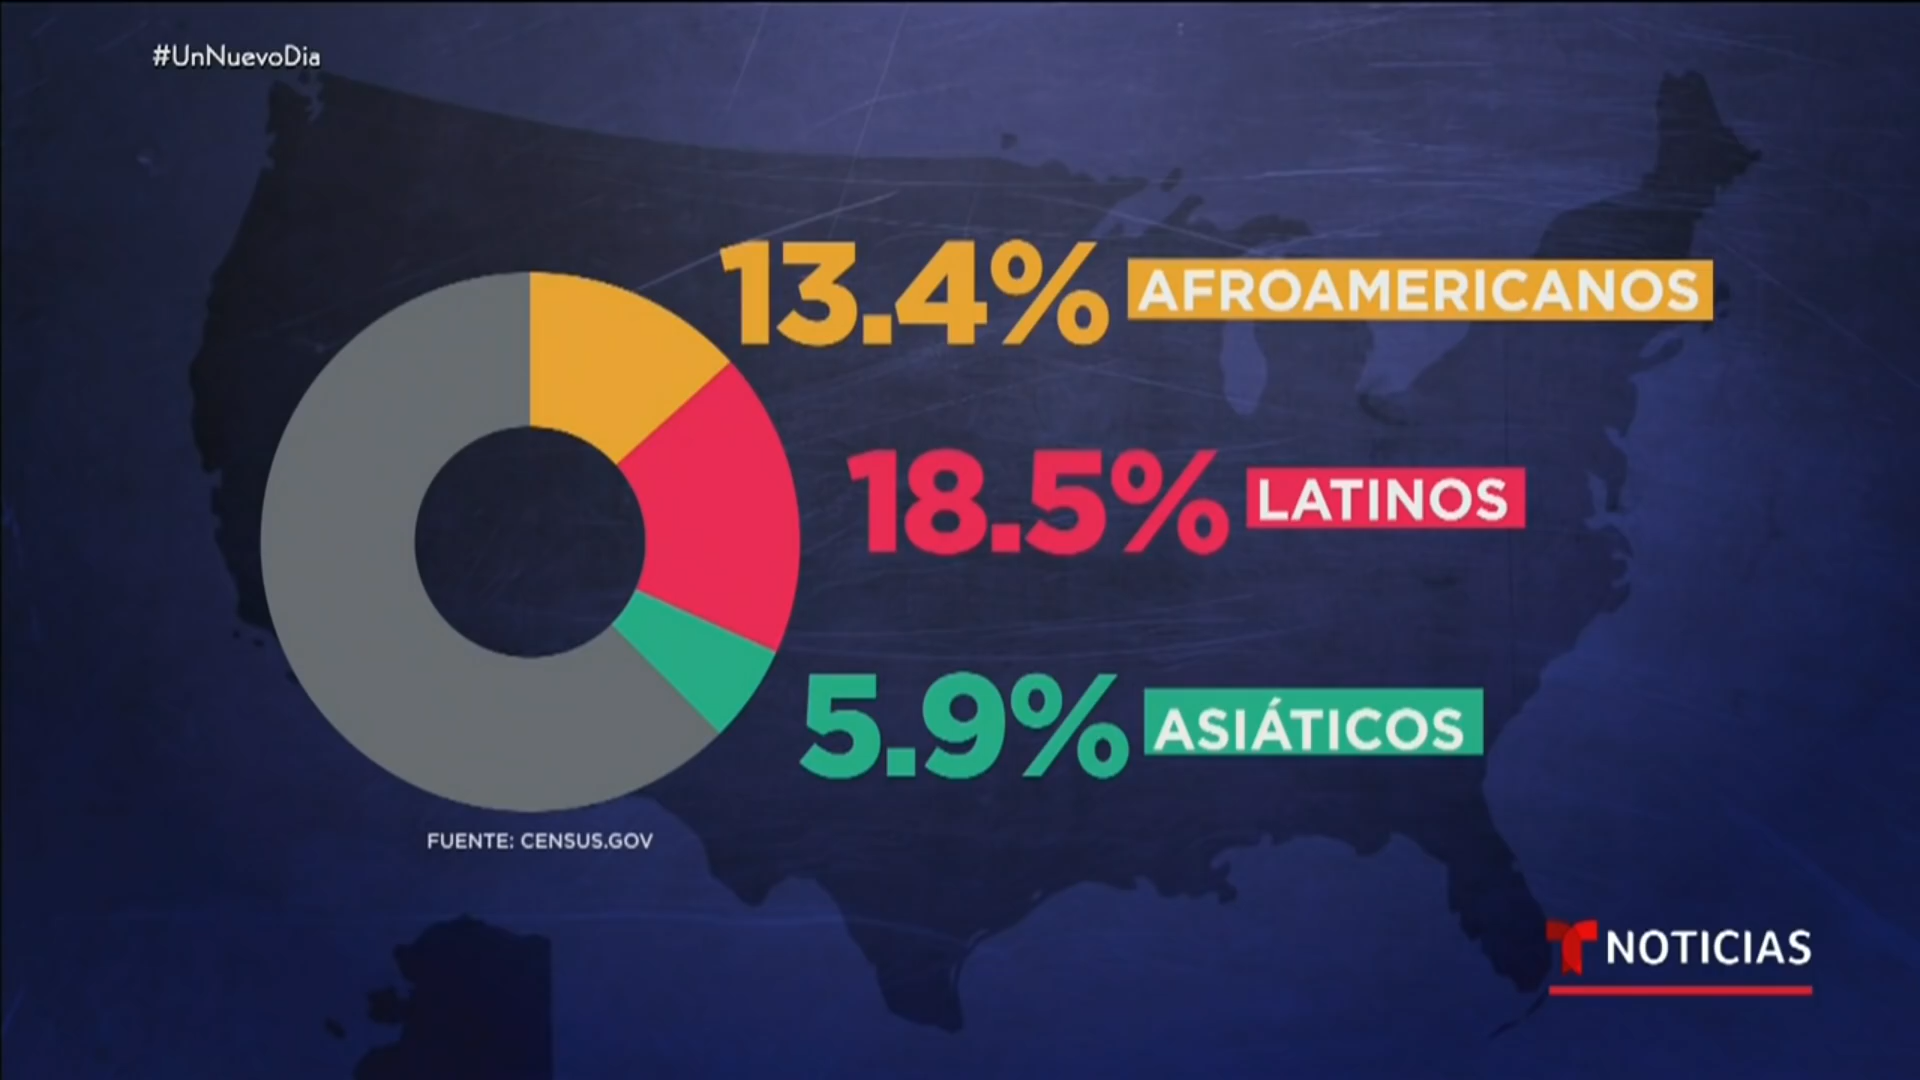 #UnNuevoDia
13.4% AFROAMERICANOS
18.5% LATINOS
5.9% ASIÁTICOS
FUENTE: CENSUS.GOV
NOTICIAS